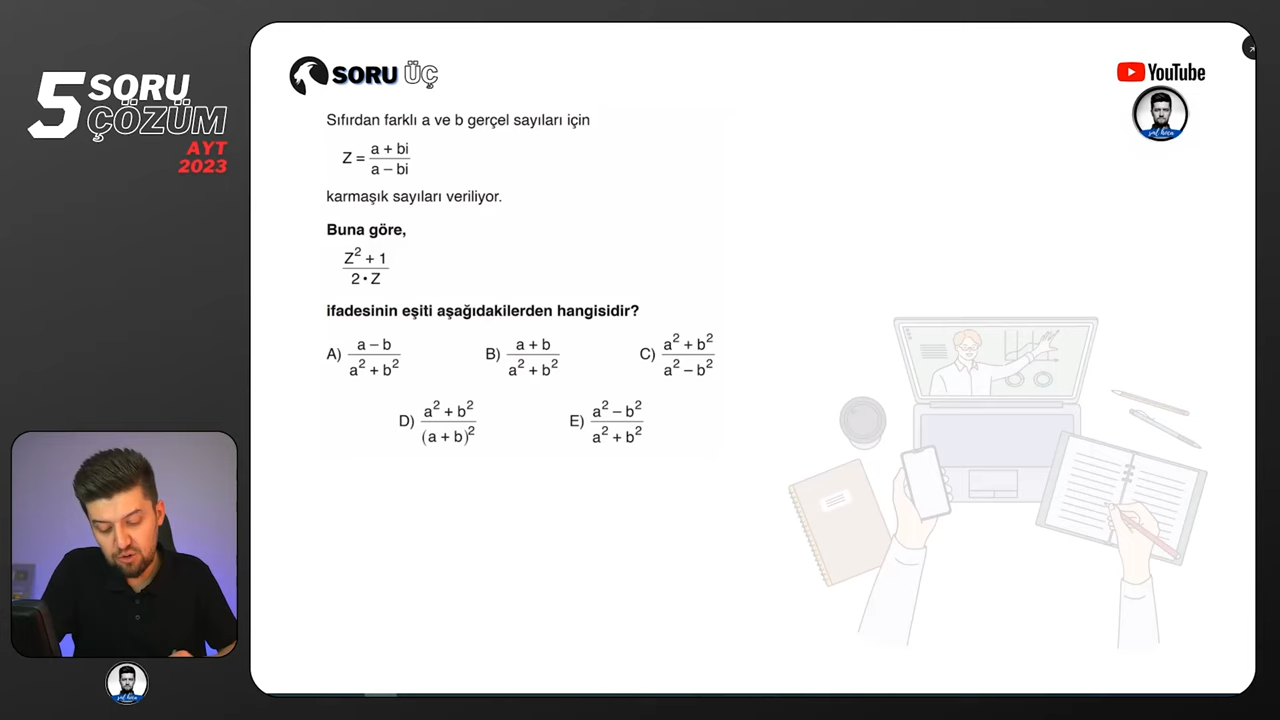 5 SORU
ÇÖZÜM
AYT
2023
SORU ÜÇ
YouTube
Sıfırdan farklı a ve b gerçel sayıları için
Z = (a + bi)/(a − bi)
karmaşık sayıları veriliyor.
Buna göre,
(Z² + 1)/(2 • Z)
ifadesinin eşiti aşağıdakilerden hangisidir?
A) (a − b)/(a² + b²) B) (a + b)/(a² + b²) C) (a² + b²)/(a² − b²)
D) (a² + b²)/(a + b)² E) (a² − b²)/(a² + b²)